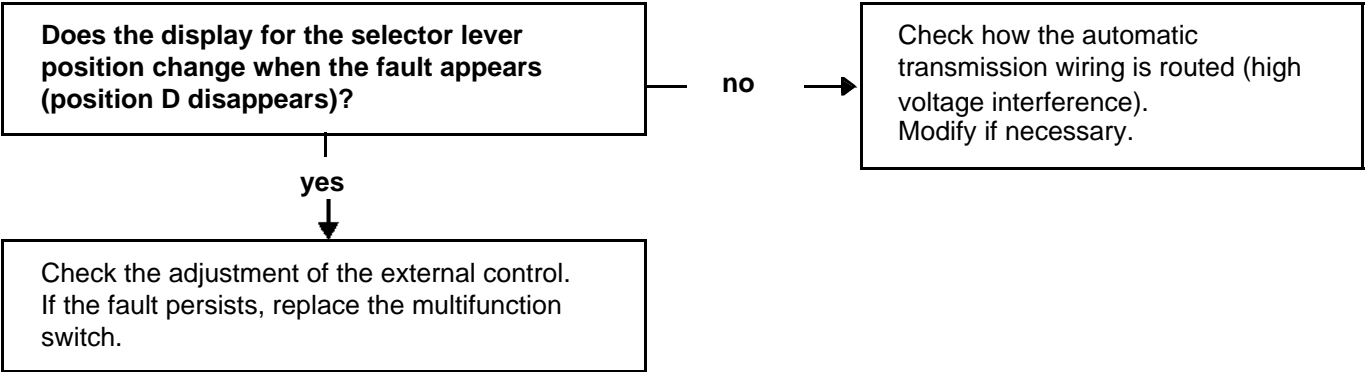 Does the display for the selector lever
position change when the fault appears
(position D disappears)?
no
Check how the automatic
transmission wiring is routed (high
voltage interference).
Modify if necessary.
yes
Check the adjustment of the external control.
If the fault persists, replace the multifunction
switch.